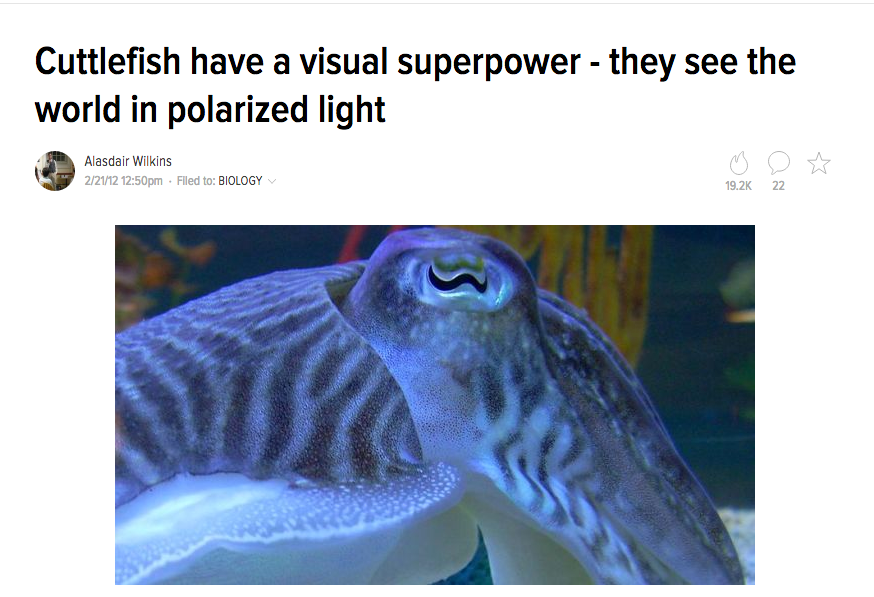 Cuttlefish have a visual superpower - they see the
world in polarized light
Alasdair Wilkins
2/21/12 12:50pm · Filed to: BIOLOGY
19.2K 22